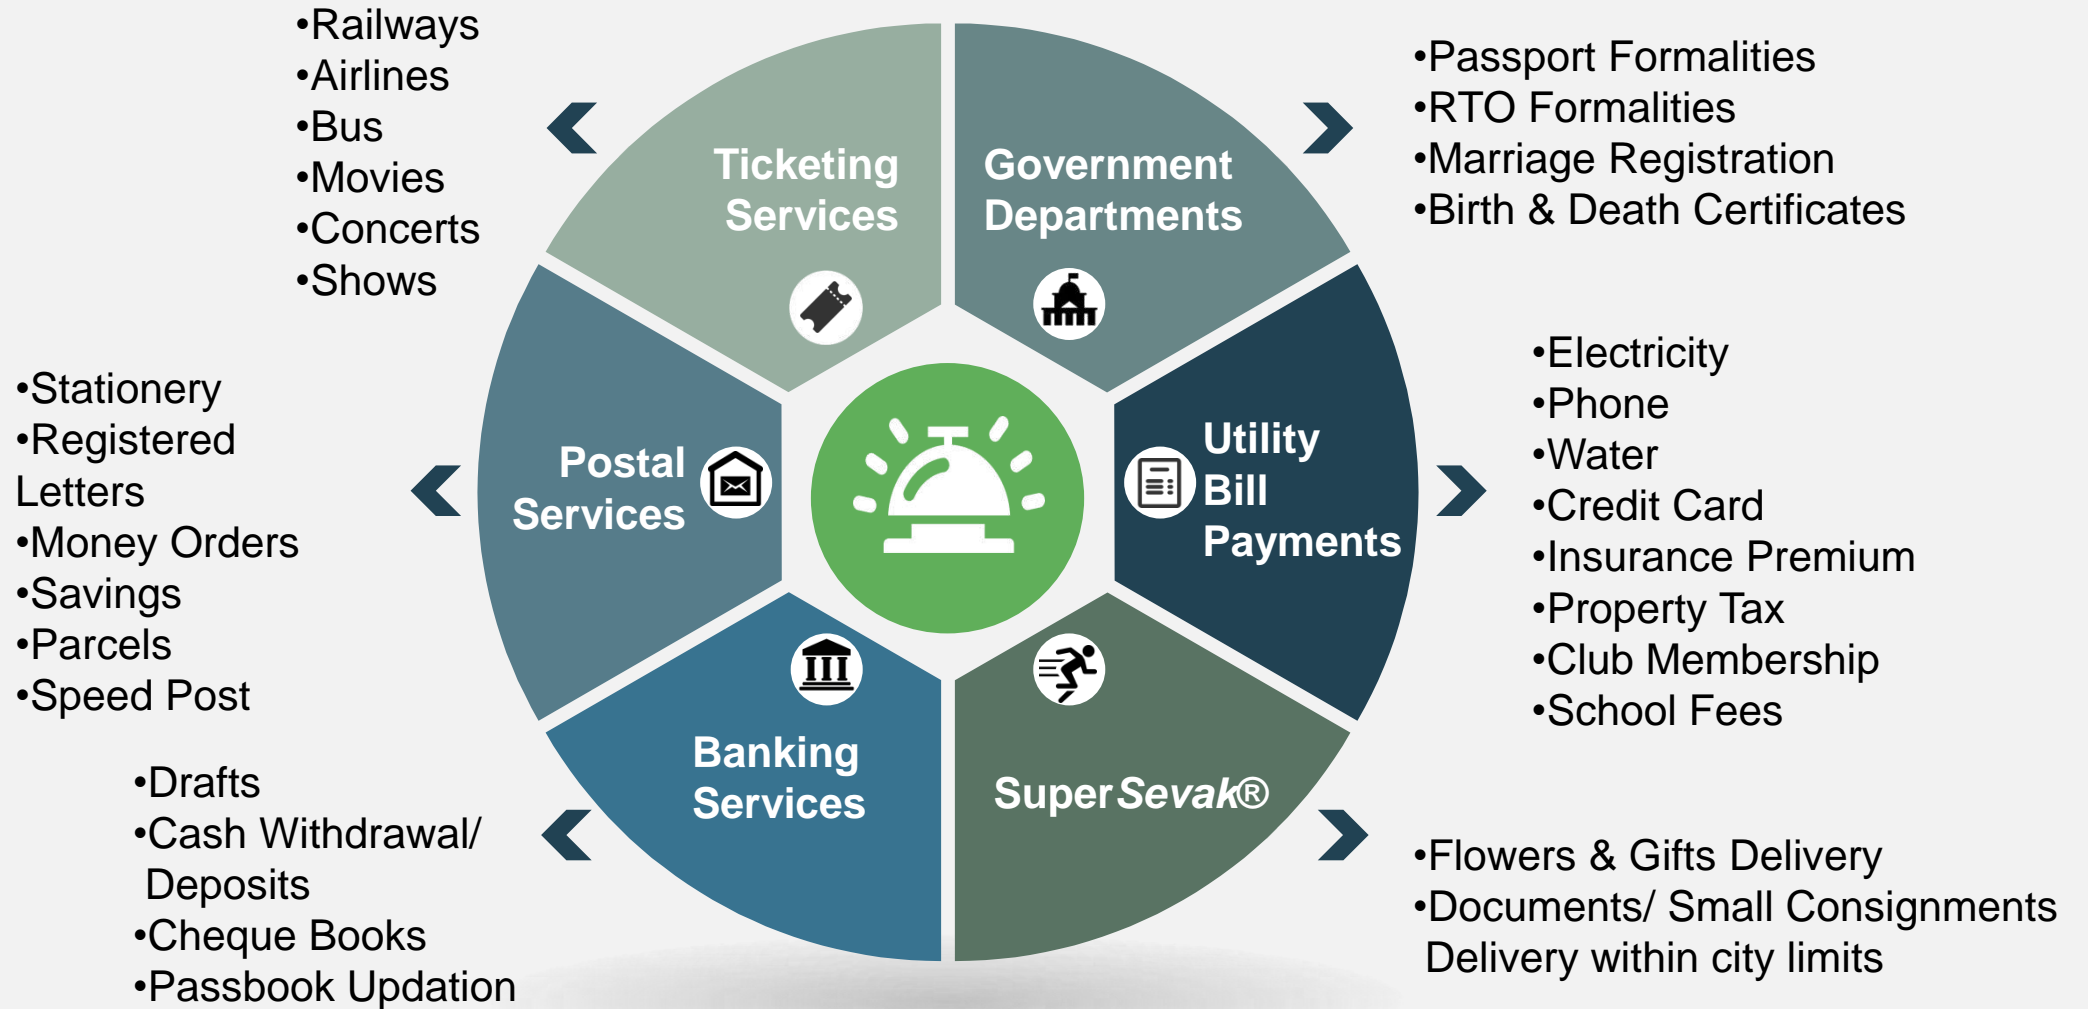 •Railways
•Airlines
•Bus
•Movies
•Concerts
•Shows
Ticketing
Services
Government
Departments
•Passport Formalities
•RTO Formalities
•Marriage Registration
•Birth & Death Certificates
•Stationery
•Registered
Letters
•Money Orders
•Savings
•Parcels
•Speed Post
Postal
Services
Utility
Bill
Payments
•Electricity
•Phone
•Water
•Credit Card
•Insurance Premium
•Property Tax
•Club Membership
•School Fees
•Drafts
•Cash Withdrawal/
Deposits
•Cheque Books
•Passbook Updation
Banking
Services
SuperSevak®
•Flowers & Gifts Delivery
•Documents/ Small Consignments
Delivery within city limits